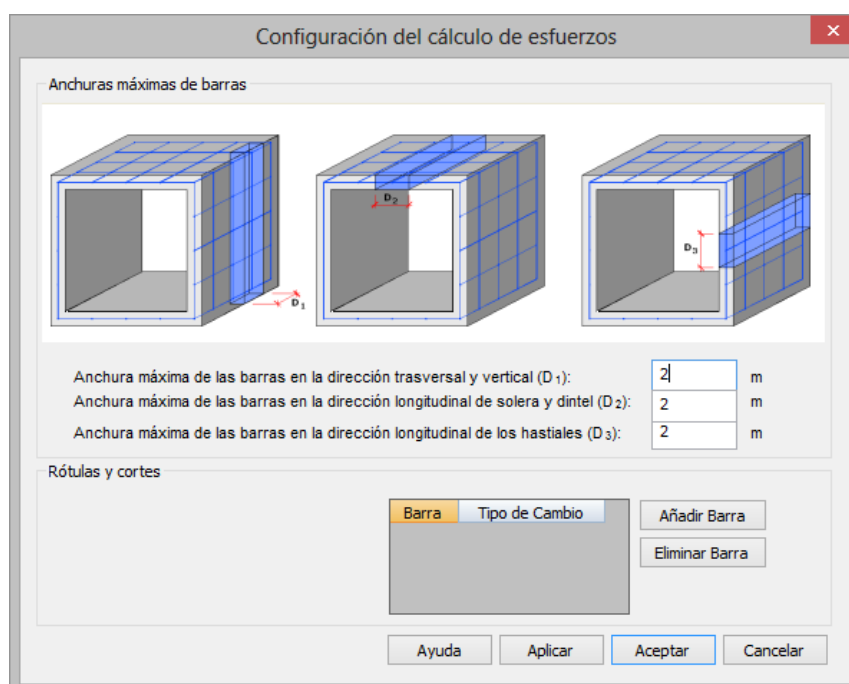 Configuración del cálculo de esfuerzos
×
Anchuras máximas de barras
D1
D2
D3
Anchura máxima de las barras en la dirección trasversal y vertical (D1): 2 m
Anchura máxima de las barras en la dirección longitudinal de solera y dintel (D2): 2 m
Anchura máxima de las barras en la dirección longitudinal de los hastiales (D3): 2 m
Rótulas y cortes
Barra Tipo de Cambio
Añadir Barra
Eliminar Barra
Ayuda Aplicar Aceptar Cancelar